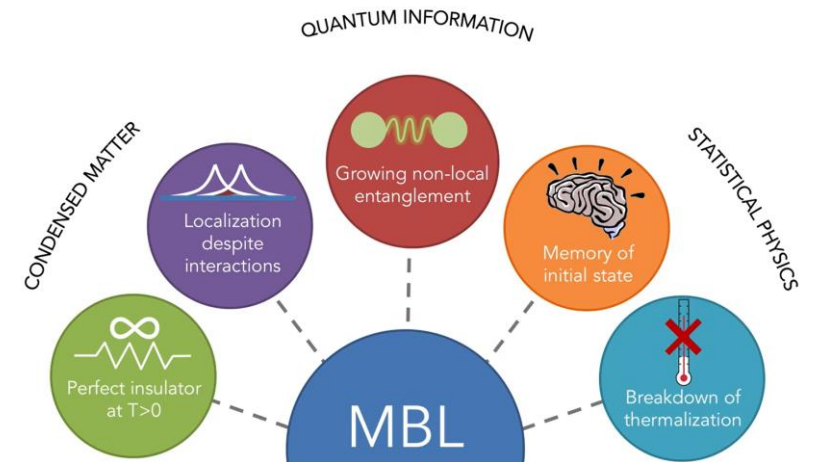 QUANTUM INFORMATION
CONDENSED MATTER
STATISTICAL PHYSICS
Growing non-local
entanglement
Localization
despite
interactions
Memory of
initial state
Perfect insulator
at T>0
Breakdown of
thermalization
MBL